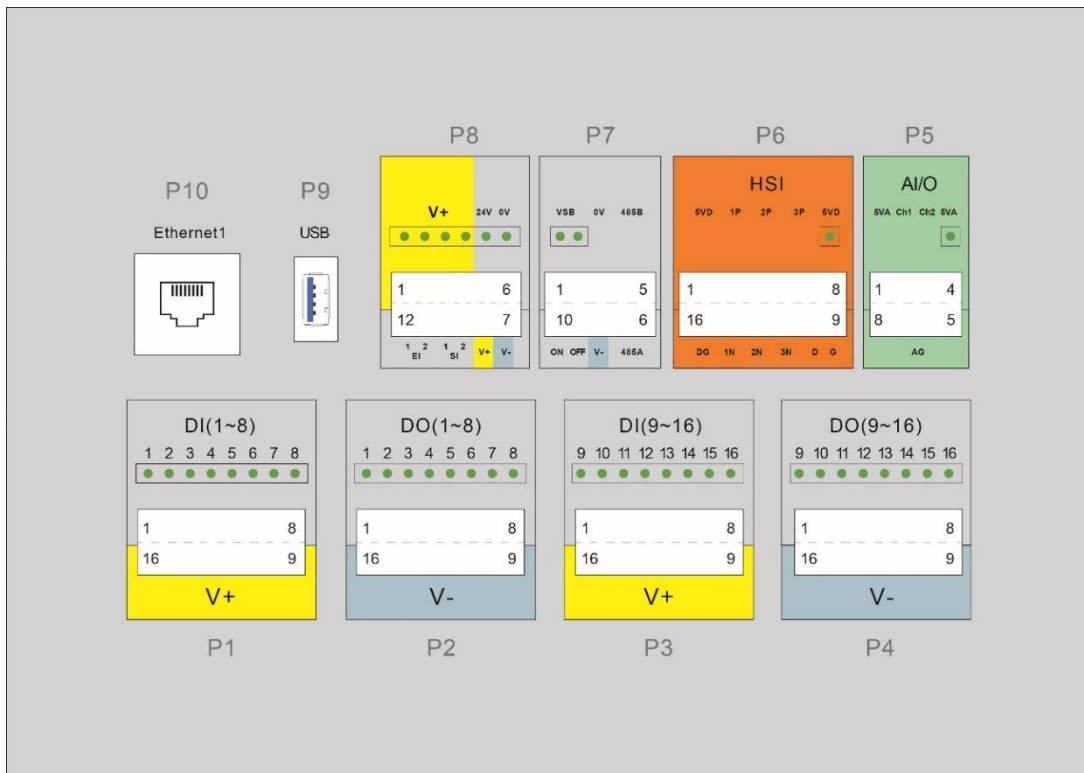 P8 P7 P6 P5
P10 P9
Ethernet1 USB
V+ 24V 0V
1 6
12 7
1 2 1 2
EI SI V+ V-
VSB 0V 485B
1 5
10 6
ON OFF V- 485A
HSI
5VD 1P 2P 3P 5VD
1 8
16 9
DG 1N 2N 3N D G
AI/O
5VA Ch1 Ch2 5VA
1 4
8 5
AG
DI(1~8)
1 2 3 4 5 6 7 8
1 8
16 9
V+
P1
DO(1~8)
1 2 3 4 5 6 7 8
1 8
16 9
V-
P2
DI(9~16)
9 10 11 12 13 14 15 16
1 8
16 9
V+
P3
DO(9~16)
9 10 11 12 13 14 15 16
1 8
16 9
V-
P4